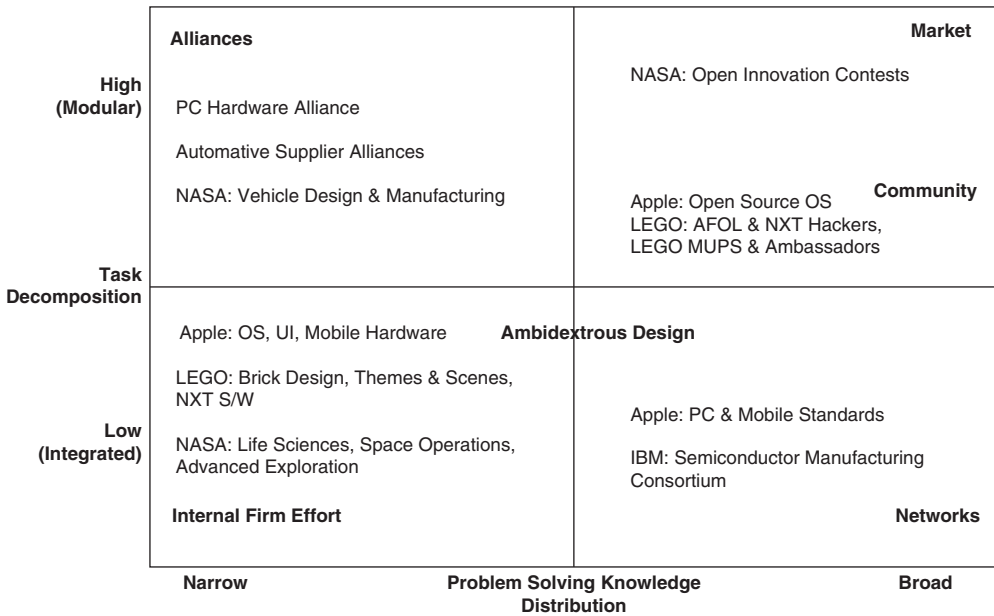 Alliances
Market
NASA: Open Innovation Contests
High
(Modular)
PC Hardware Alliance
Automative Supplier Alliances
NASA: Vehicle Design & Manufacturing
Community
Apple: Open Source OS
LEGO: AFOL & NXT Hackers,
LEGO MUPS & Ambassadors
Task
Decomposition
Apple: OS, UI, Mobile Hardware
Ambidextrous Design
LEGO: Brick Design, Themes & Scenes,
NXT S/W
Low
(Integrated)
NASA: Life Sciences, Space Operations,
Advanced Exploration
Apple: PC & Mobile Standards
IBM: Semiconductor Manufacturing
Consortium
Internal Firm Effort
Networks
Narrow
Problem Solving Knowledge
Distribution
Broad